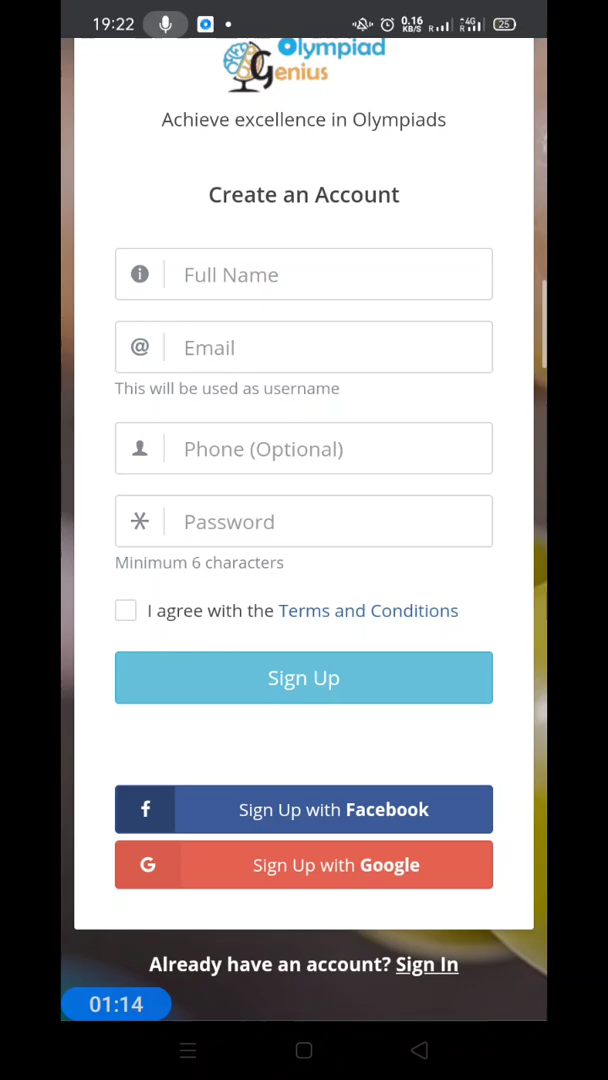 19:22 0.16 KB/S R 4G R 25
Olympiad
Genius
Achieve excellence in Olympiads
Create an Account
Full Name
@ Email
This will be used as username
Phone (Optional)
Password
Minimum 6 characters
I agree with the Terms and Conditions
Sign Up
f Sign Up with Facebook
G Sign Up with Google
Already have an account? Sign In
01:14